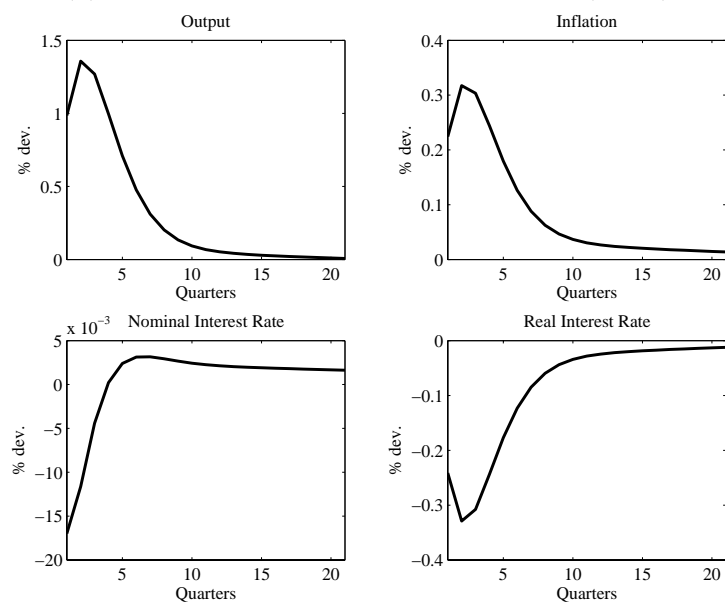 Output
1.5
1
0.5
0
% dev.
5 10 15 20
Quarters
Inflation
0.4
0.3
0.2
0.1
0
% dev.
5 10 15 20
Quarters
x 10⁻³
Nominal Interest Rate
5
0
−5
−10
−15
−20
% dev.
5 10 15 20
Quarters
Real Interest Rate
0
−0.1
−0.2
−0.3
−0.4
% dev.
5 10 15 20
Quarters